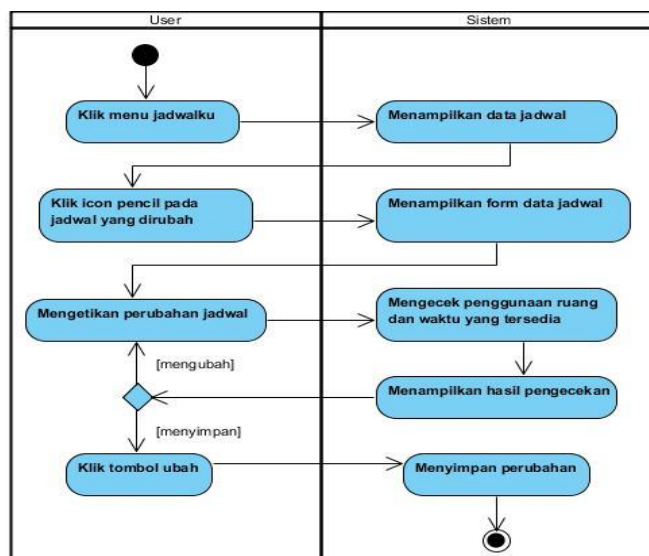 User
Sistem
Klik menu jadwalku
Menampilkan data jadwal
Klik icon pencil pada
jadwal yang dirubah
Menampilkan form data jadwal
Mengetikan perubahan jadwal
Mengecek penggunaan ruang
dan waktu yang tersedia
[mengubah]
Menampilkan hasil pengecekan
[menyimpan]
Klik tombol ubah
Menyimpan perubahan